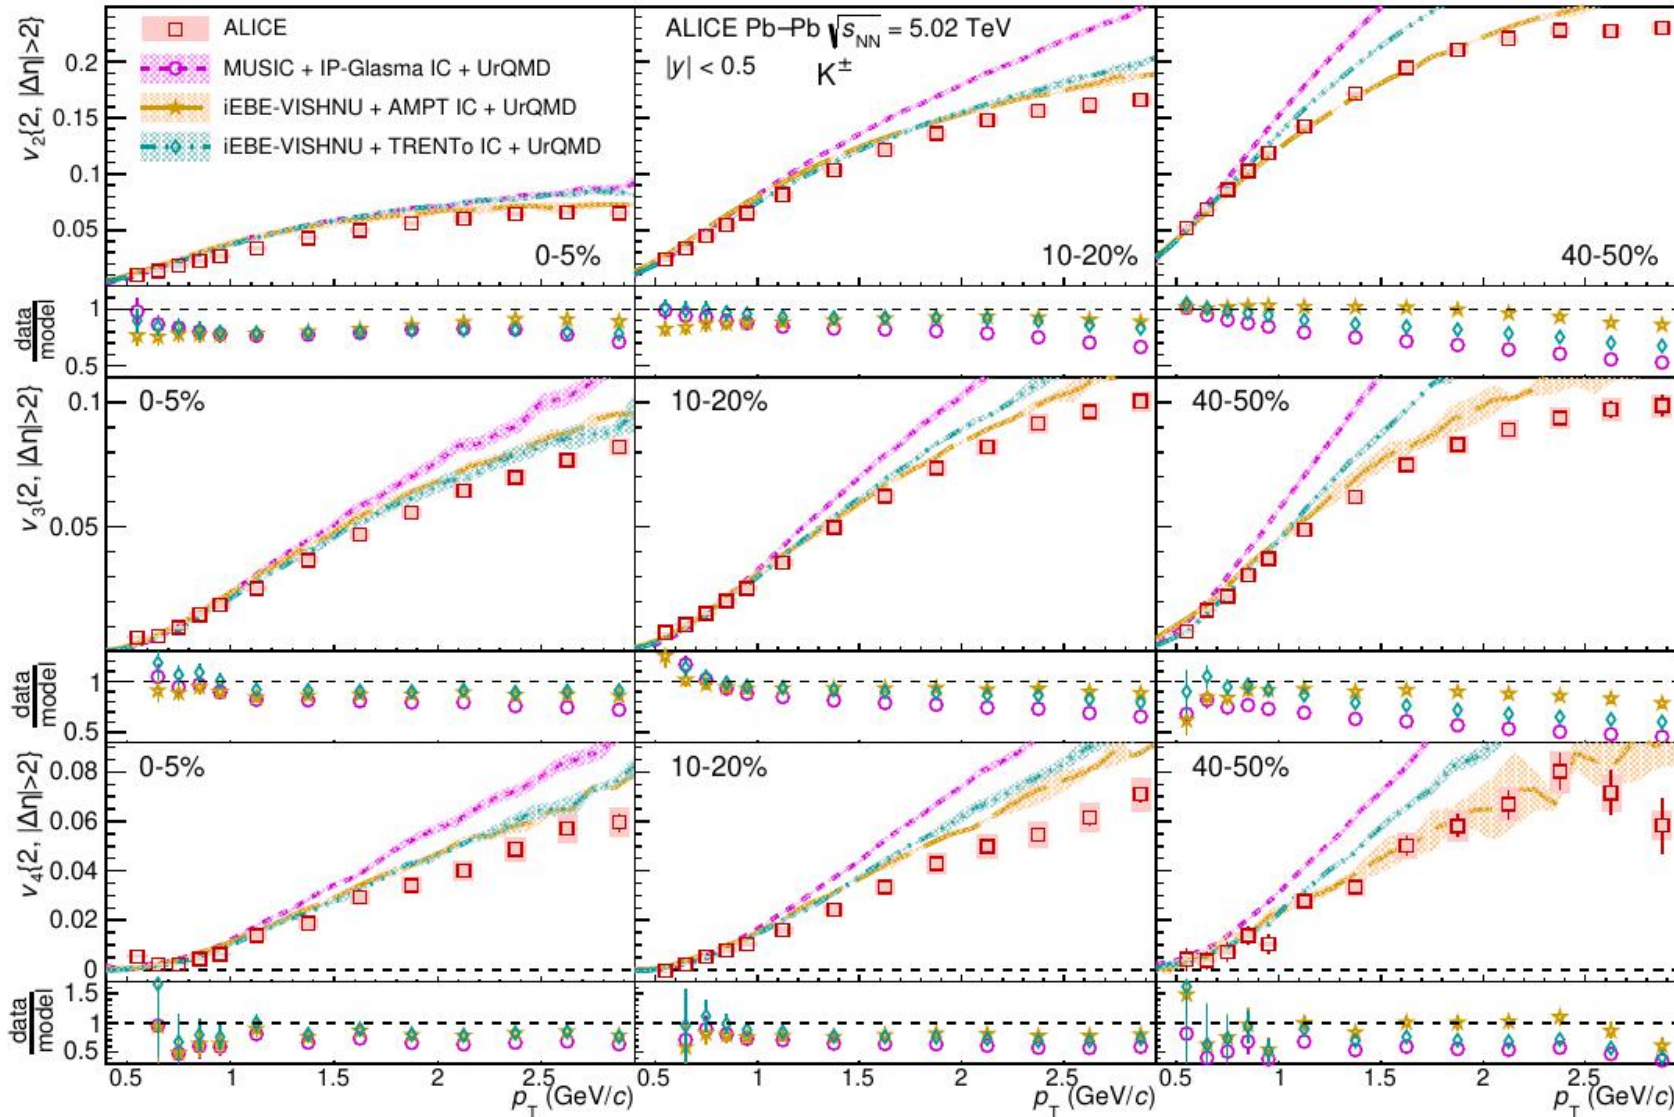 v₂{2, |Δη|>2}
0.2
0.15
0.1
0.05
ALICE
MUSIC + IP-Glasma IC + UrQMD
iEBE-VISHNU + AMPT IC + UrQMD
iEBE-VISHNU + TRENTo IC + UrQMD
0-5%
ALICE Pb–Pb √s_NN = 5.02 TeV
|y| < 0.5 K±
10-20%
40-50%
data/model
1
0.5
v₃{2, |Δη|>2}
0.1
0.05
0-5%
10-20%
40-50%
data/model
1
0.5
v₄{2, |Δη|>2}
0.08
0.06
0.04
0.02
0
0-5%
10-20%
40-50%
data/model
1.5
1
0.5
0.5 1 1.5 2 2.5 0.5 1 1.5 2 2.5 0.5 1 1.5 2 2.5
p_T (GeV/c) p_T (GeV/c) p_T (GeV/c)